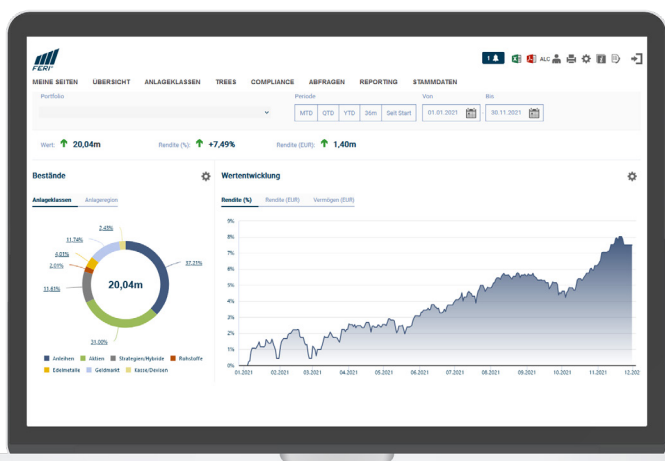 FERI
ALC
MEINE SEITEN ÜBERSICHT ANLAGEKLASSEN TREES COMPLIANCE ABFRAGEN REPORTING STAMMDATEN
Portfolio Periode Von Bis
MTD QTD YTD 36m Seit Start 01.01.2021 30.11.2021
Wert: 20,04m Rendite (%): +7,49% Rendite (EUR): 1,40m
Bestände Wertentwicklung
Anlageklassen Anlageregion Rendite (%) Rendite (EUR) Vermögen (EUR)
9%
8%
7%
6%
5%
4%
3%
2%
1%
0%
2,43%
11,74%
2,01%
37,21%
11,61%
20,04m
31,00%
01.2021 02.2021 03.2021 04.2021 05.2021 06.2021 07.2021 08.2021 09.2021 10.2021 11.2021 12.202
Anleihen Aktien Strategien/Hybride Rohstoffe
Edelmetalle Geldmarkt Kasse/Devisen